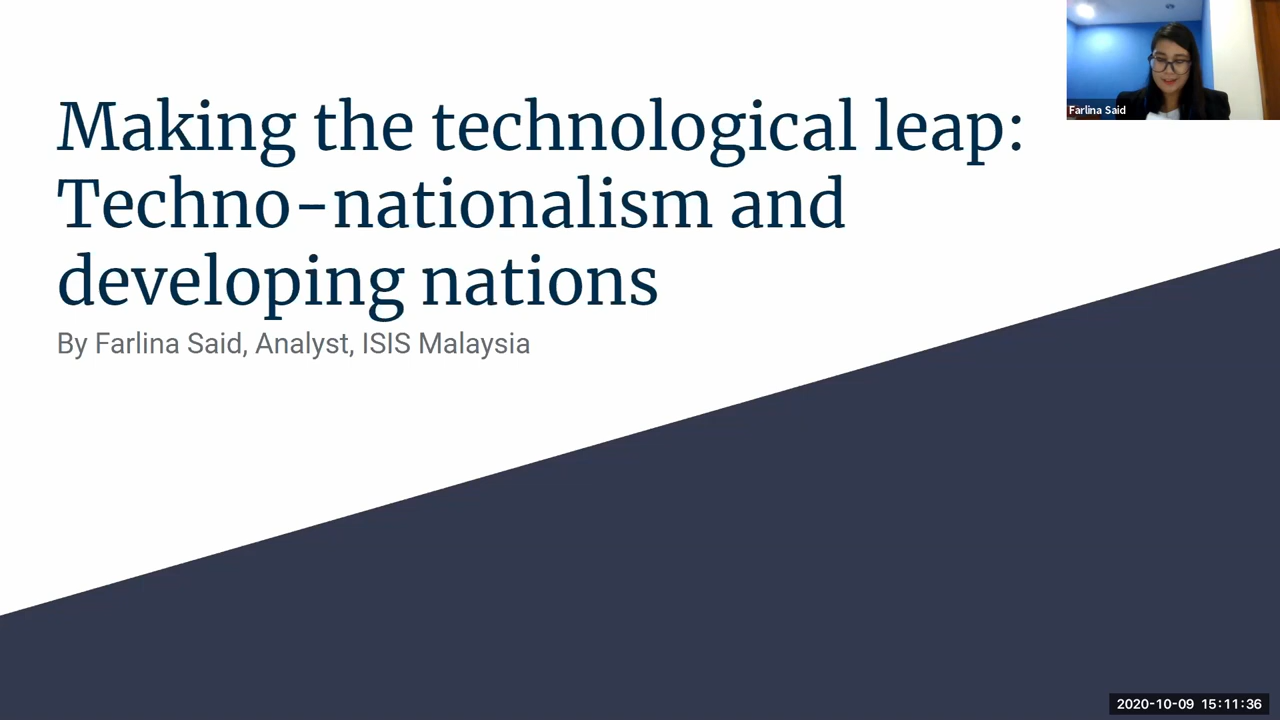 Making the technological leap:
Techno-nationalism and
developing nations
By Farlina Said, Analyst, ISIS Malaysia
Farlina Said
2020-10-09 15:11:36